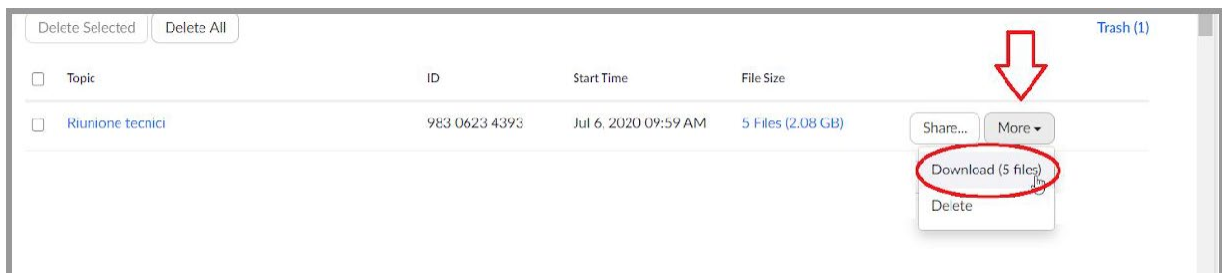 Delete Selected Delete All Trash (1)
Topic ID Start Time File Size
Riunione tecnici 983 0623 4393 Jul 6, 2020 09:59 AM 5 Files (2.08 GB) Share... More
Download (5 files)
Delete